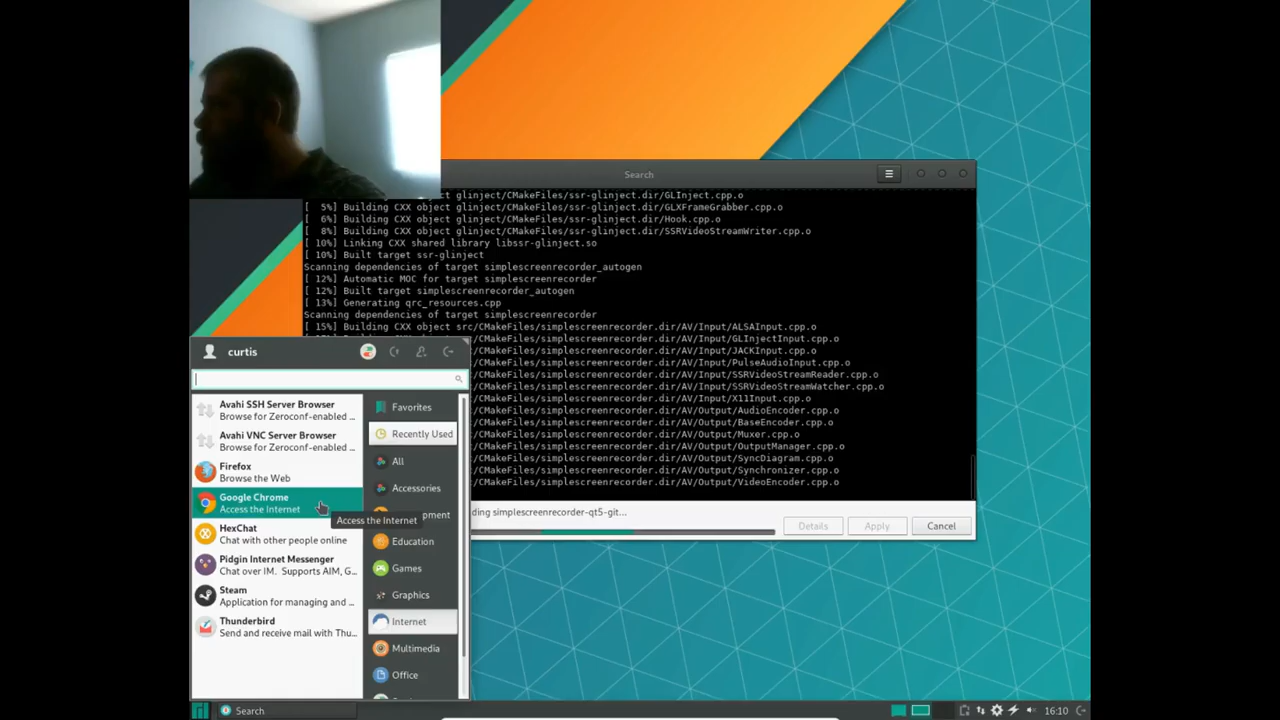 Search
ct glinject/CMakeFiles/ssr-glinject.dir/GLInject.cpp.o
[ 5%] Building CXX object glinject/CMakeFiles/ssr-glinject.dir/GLXFrameGrabber.cpp.o
[ 6%] Building CXX object glinject/CMakeFiles/ssr-glinject.dir/Hook.cpp.o
[ 8%] Building CXX object glinject/CMakeFiles/ssr-glinject.dir/SSRVideoStreamWriter.cpp.o
[ 10%] Linking CXX shared library libssr-glinject.so
[ 10%] Built target ssr-glinject
Scanning dependencies of target simplescreenrecorder_autogen
[ 12%] Automatic MOC for target simplescreenrecorder
[ 12%] Built target simplescreenrecorder_autogen
[ 13%] Generating qrc_resources.cpp
Scanning dependencies of target simplescreenrecorder
[ 15%] Building CXX object src/CMakeFiles/simplescreenrecorder.dir/AV/Input/ALSAInput.cpp.o
/CMakeFiles/simplescreenrecorder.dir/AV/Input/GLInjectInput.cpp.o
/CMakeFiles/simplescreenrecorder.dir/AV/Input/JACKInput.cpp.o
/CMakeFiles/simplescreenrecorder.dir/AV/Input/PulseAudioInput.cpp.o
/CMakeFiles/simplescreenrecorder.dir/AV/Input/SSRVideoStreamReader.cpp.o
/CMakeFiles/simplescreenrecorder.dir/AV/Input/SSRVideoStreamWatcher.cpp.o
/CMakeFiles/simplescreenrecorder.dir/AV/Input/X11Input.cpp.o
/CMakeFiles/simplescreenrecorder.dir/AV/Output/AudioEncoder.cpp.o
/CMakeFiles/simplescreenrecorder.dir/AV/Output/BaseEncoder.cpp.o
/CMakeFiles/simplescreenrecorder.dir/AV/Output/Muxer.cpp.o
/CMakeFiles/simplescreenrecorder.dir/AV/Output/OutputManager.cpp.o
/CMakeFiles/simplescreenrecorder.dir/AV/Output/SyncDiagram.cpp.o
/CMakeFiles/simplescreenrecorder.dir/AV/Output/Synchronizer.cpp.o
/CMakeFiles/simplescreenrecorder.dir/AV/Output/VideoEncoder.cpp.o
ding simplescreenrecorder-qt5-git...
Details
Apply
Cancel
curtis
Avahi SSH Server Browser
Browse for Zeroconf-enabled ...
Avahi VNC Server Browser
Browse for Zeroconf-enabled ...
Firefox
Browse the Web
Google Chrome
Access the Internet
Access the Internet
HexChat
Chat with other people online
Pidgin Internet Messenger
Chat over IM. Supports AIM, G...
Steam
Application for managing and ...
Thunderbird
Send and receive mail with Thu...
Favorites
Recently Used
All
Accessories
opment
Education
Games
Graphics
Internet
Multimedia
Office
Search
16:10